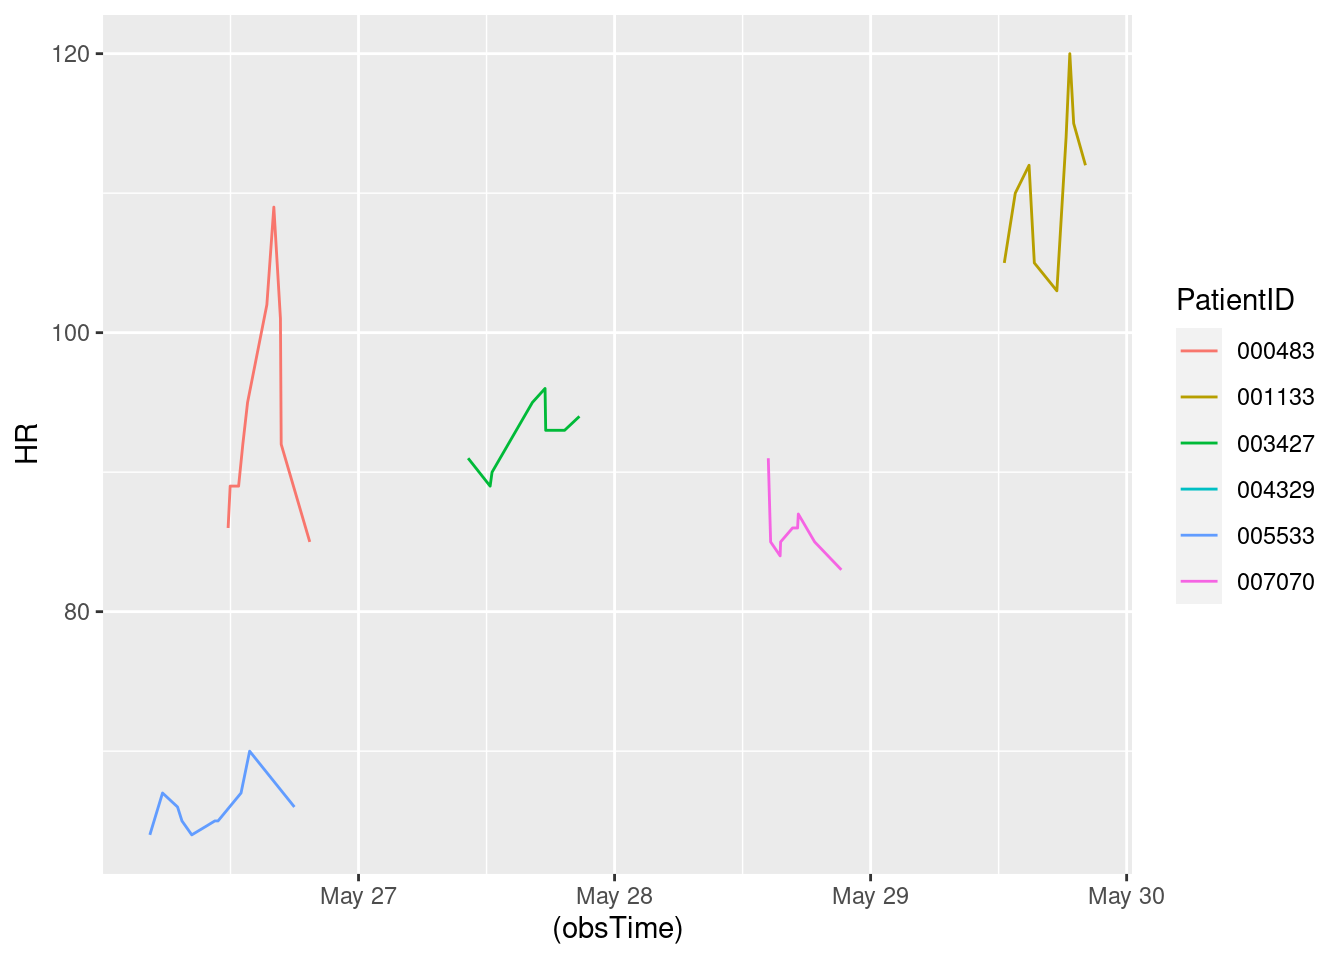 120
100
80
HR
May 27
May 28
May 29
May 30
(obsTime)
PatientID
000483
001133
003427
004329
005533
007070